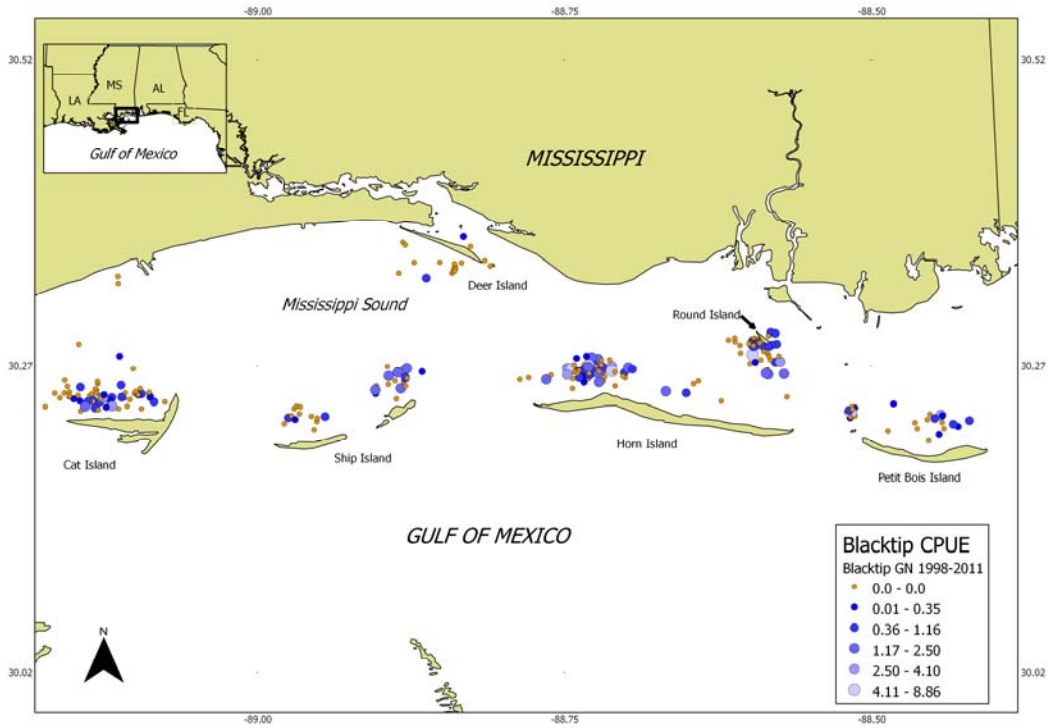 -89.00
-88.75
-88.50
30.52
30.52
MS
AL
LA
FL
Gulf of Mexico
MISSISSIPPI
Deer Island
Mississippi Sound
Round Island
30.27
30.27
Cat Island
Ship Island
Horn Island
Petit Bois Island
GULF OF MEXICO
Blacktip CPUE
Blacktip GN 1998-2011
0.0 - 0.0
0.01 - 0.35
0.36 - 1.16
1.17 - 2.50
2.50 - 4.10
4.11 - 8.86
N
30.02
30.02
-89.00
-88.75
-88.50